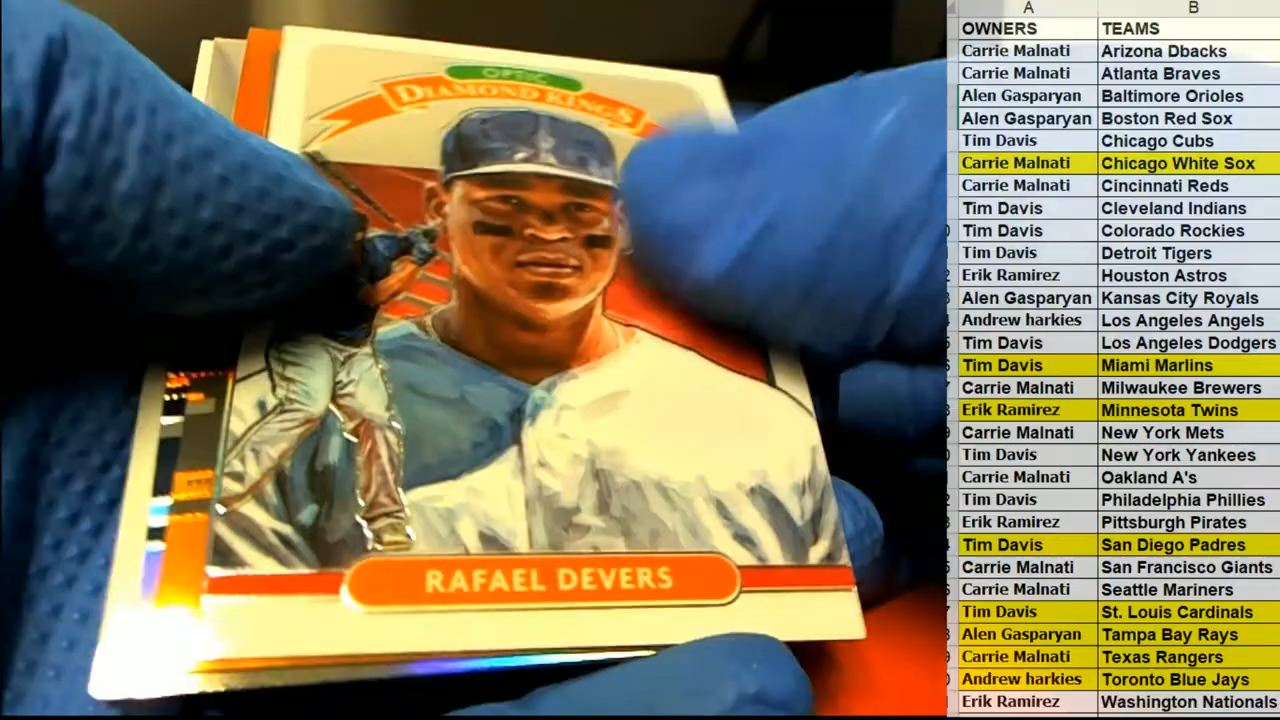 OPTIC
DIAMOND KINGS
RAFAEL DEVERS
A B
OWNERS TEAMS
Carrie Malnati Arizona Dbacks
Carrie Malnati Atlanta Braves
Alen Gasparyan Baltimore Orioles
Alen Gasparyan Boston Red Sox
Tim Davis Chicago Cubs
Carrie Malnati Chicago White Sox
Carrie Malnati Cincinnati Reds
Tim Davis Cleveland Indians
Tim Davis Colorado Rockies
Tim Davis Detroit Tigers
Erik Ramirez Houston Astros
Alen Gasparyan Kansas City Royals
Andrew harkies Los Angeles Angels
Tim Davis Los Angeles Dodgers
Tim Davis Miami Marlins
Carrie Malnati Milwaukee Brewers
Erik Ramirez Minnesota Twins
Carrie Malnati New York Mets
Tim Davis New York Yankees
Carrie Malnati Oakland A's
Tim Davis Philadelphia Phillies
Erik Ramirez Pittsburgh Pirates
Tim Davis San Diego Padres
Carrie Malnati San Francisco Giants
Carrie Malnati Seattle Mariners
Tim Davis St. Louis Cardinals
Alen Gasparyan Tampa Bay Rays
Carrie Malnati Texas Rangers
Andrew harkies Toronto Blue Jays
Erik Ramirez Washington Nationals